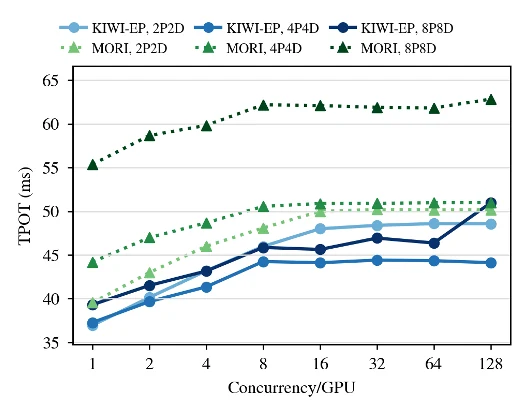 KIWI-EP, 2P2D KIWI-EP, 4P4D KIWI-EP, 8P8D
MORI, 2P2D MORI, 4P4D MORI, 8P8D
65
60
55
50
45
40
35
TPOT (ms)
1 2 4 8 16 32 64 128
Concurrency/GPU